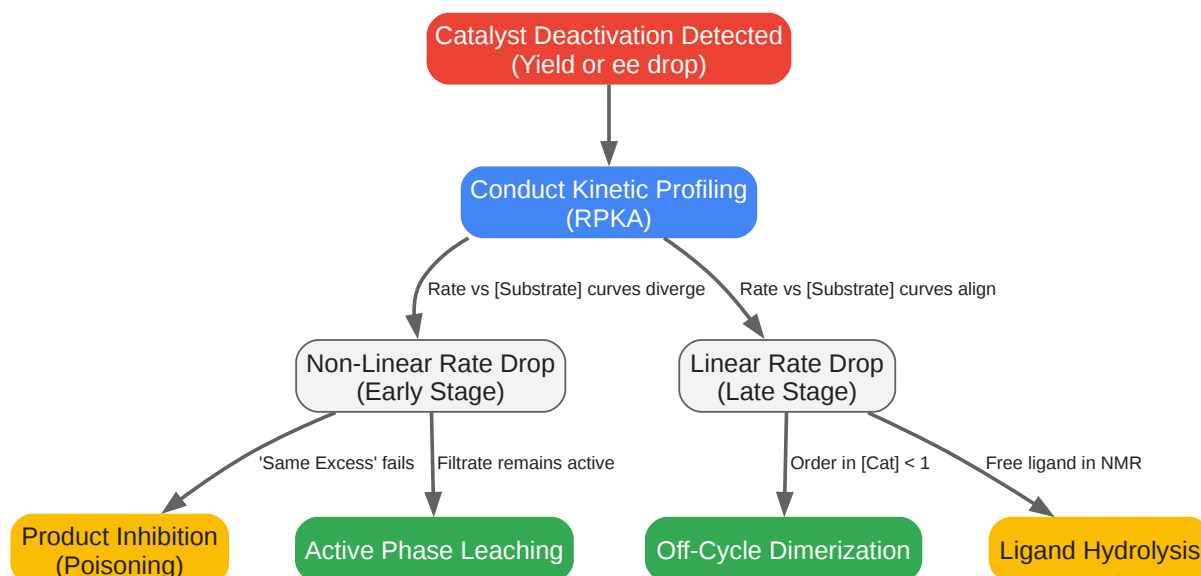 Catalyst Deactivation Detected
(Yield or ee drop)
Conduct Kinetic Profiling
(RPKA)
Rate vs [Substrate] curves diverge
Rate vs [Substrate] curves align
Non-Linear Rate Drop
(Early Stage)
Linear Rate Drop
(Late Stage)
'Same Excess' fails
Filtrate remains active
Order in [Cat] < 1
Free ligand in NMR
Product Inhibition
(Poisoning)
Active Phase Leaching
Off-Cycle Dimerization
Ligand Hydrolysis